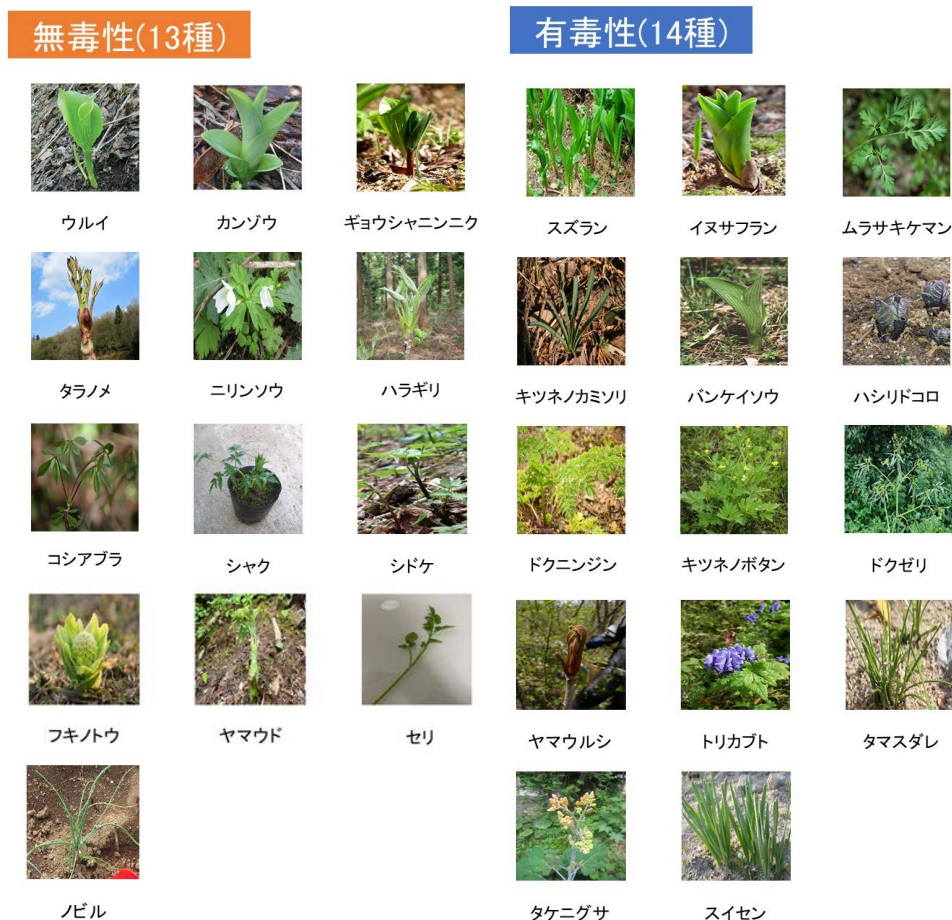 無毒性(13種)
有毒性(14種)
ウルイ
カンゾウ
ギョウシャニンニク
スズラン
イヌサフラン
ムラサキケマン
タラノメ
ニリンソウ
ハラギリ
キツネノカミソリ
バンケイソウ
ハシリドコロ
コシアブラ
シャク
シドケ
ドクニンジン
キツネノボタン
ドクゼリ
フキノトウ
ヤマウド
セリ
ヤマウルシ
トリカブト
タマスダレ
ノビル
タケニグサ
スイセン